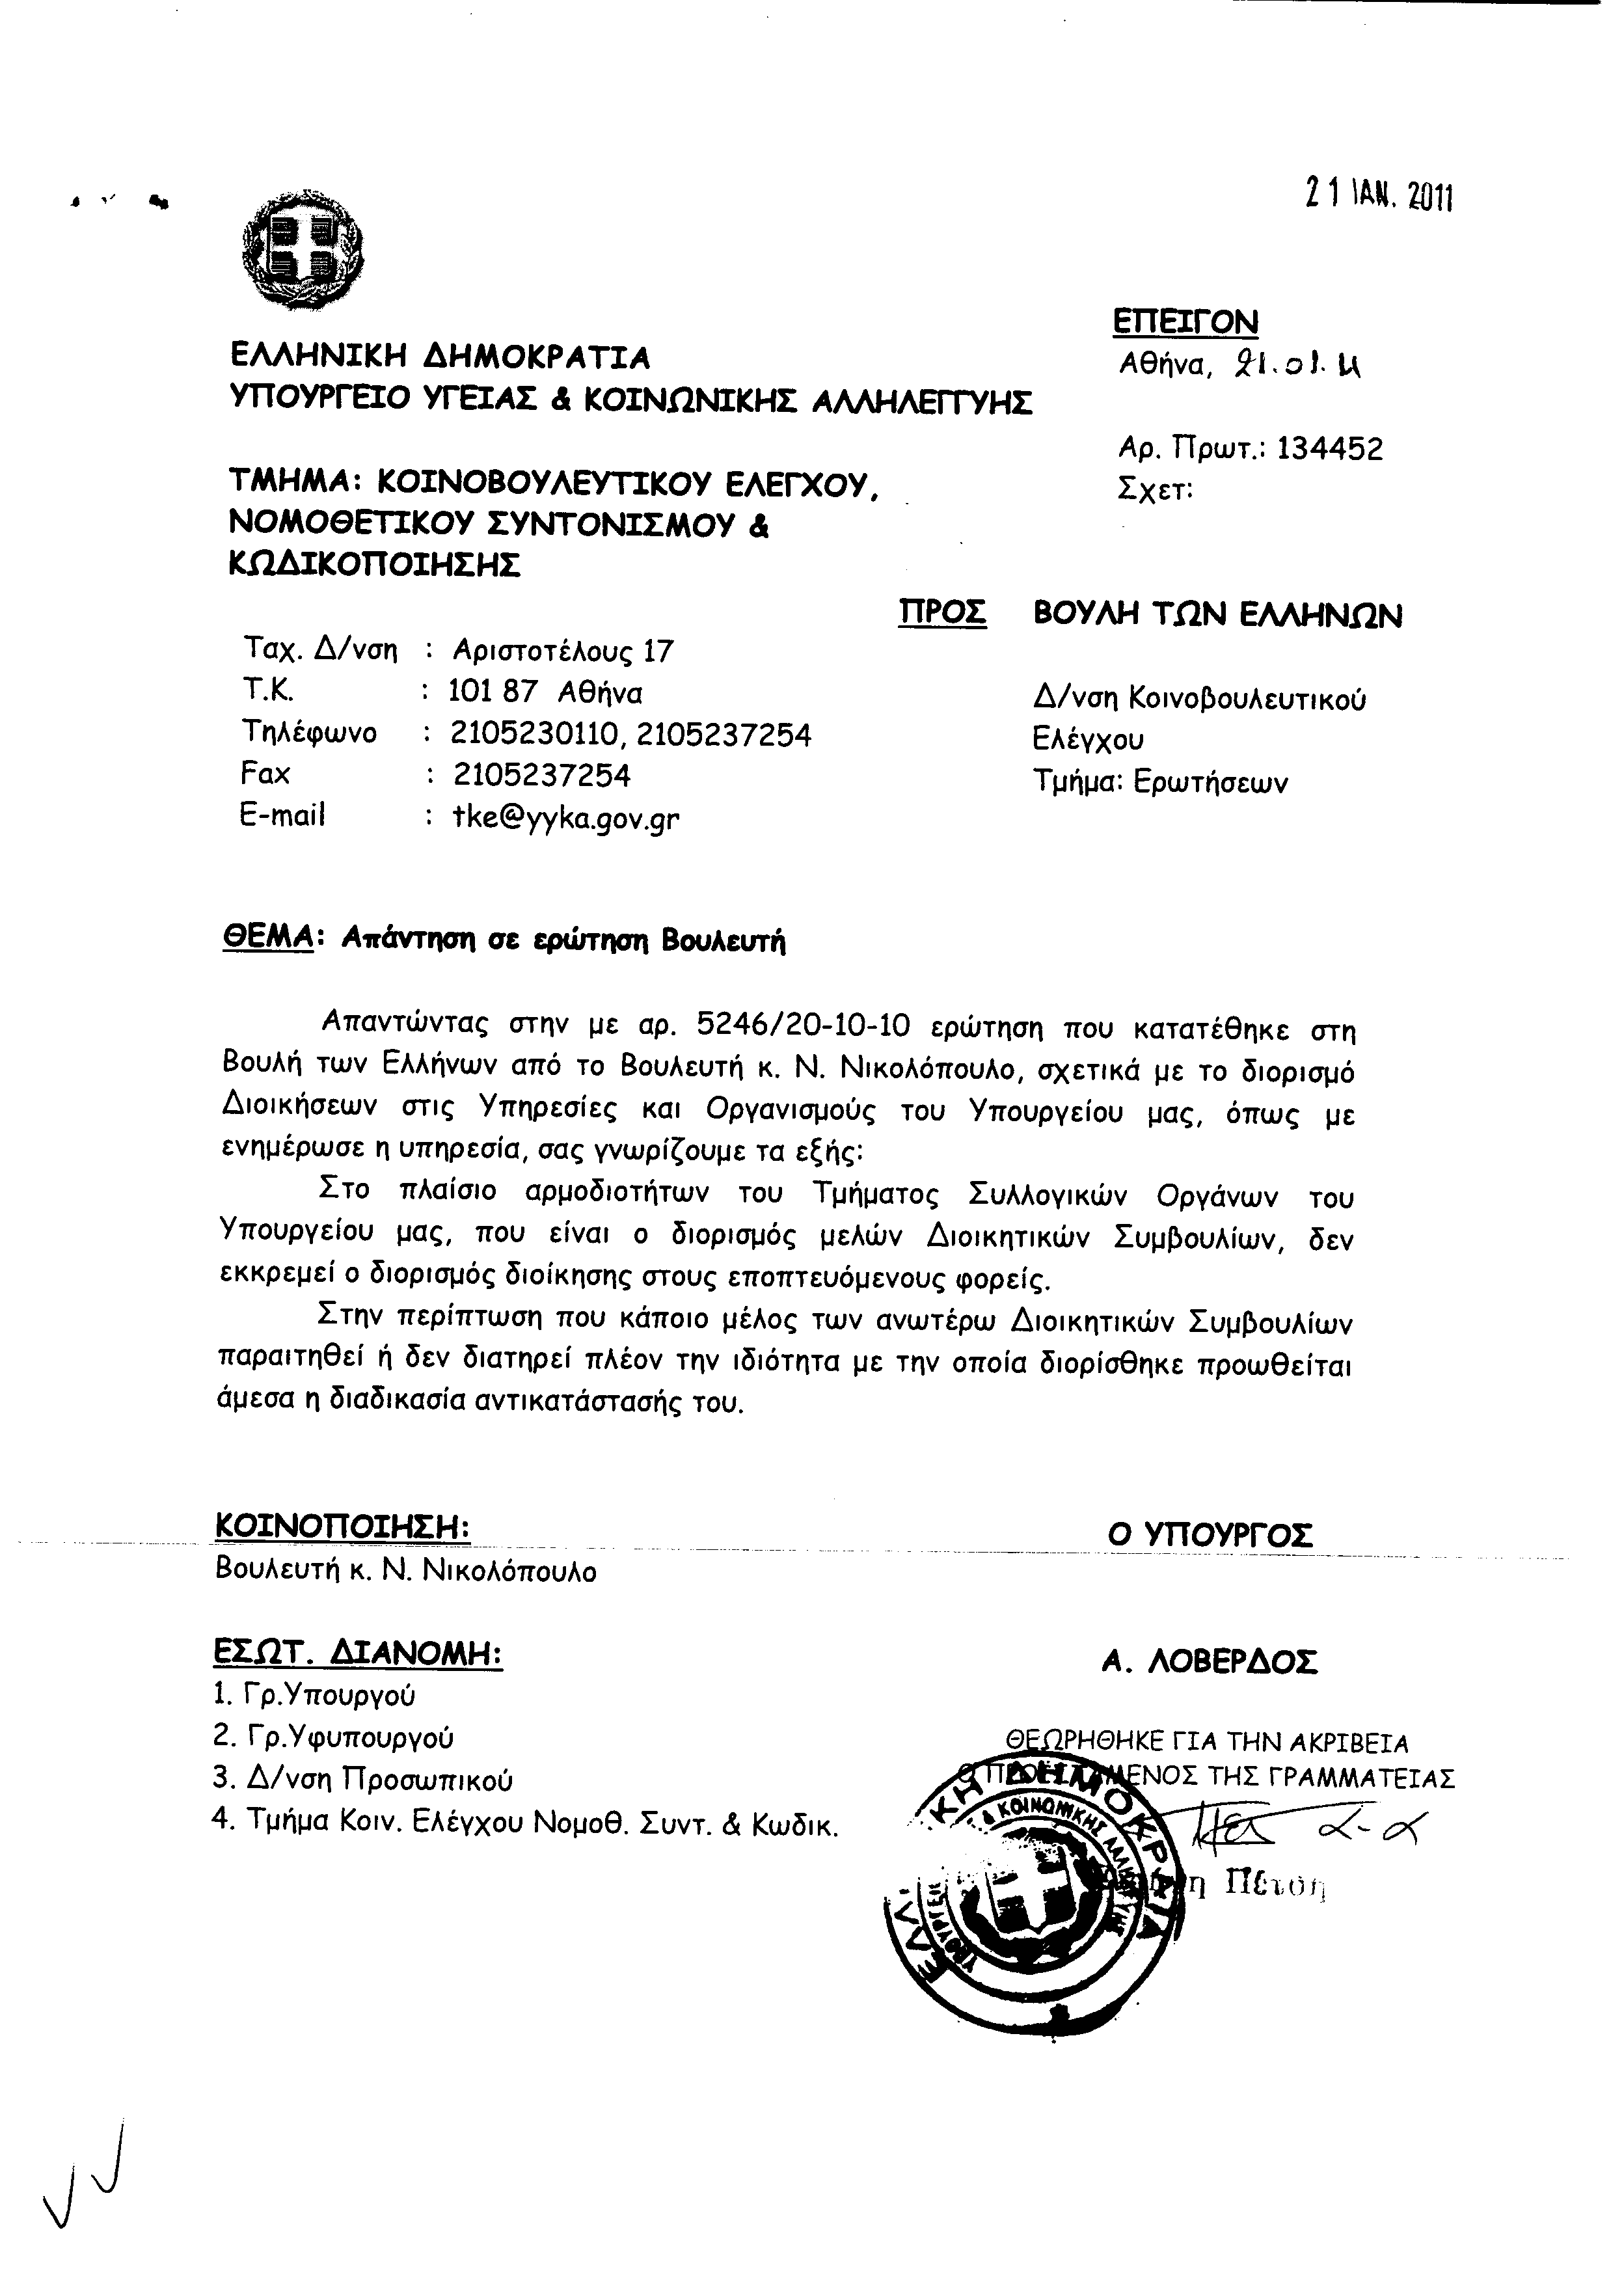 21 ΙΑΝ. 2011
ΕΛΛΗΝΙΚΗ ΔΗΜΟΚΡΑΤΙΑ
ΥΠΟΥΡΓΕΙΟ ΥΓΕΙΑΣ & ΚΟΙΝΩΝΙΚΗΣ ΑΛΛΗΛΕΓΓΥΗΣ
ΤΜΗΜΑ: ΚΟΙΝΟΒΟΥΛΕΥΤΙΚΟΥ ΕΛΕΓΧΟΥ,
ΝΟΜΟΘΕΤΙΚΟΥ ΣΥΝΤΟΝΙΣΜΟΥ &
ΚΩΔΙΚΟΠΟΙΗΣΗΣ
Ταχ. Δ/νση : Αριστοτέλους 17
Τ.Κ. : 101 87 Αθήνα
Τηλέφωνο : 2105230110, 2105237254
Fax : 2105237254
E-mail : tke@yyka.gov.gr
ΕΠΕΙΓΟΝ
Αθήνα, 21.01.11
Αρ. Πρωτ.: 134452
Σχετ:
ΠΡΟΣ ΒΟΥΛΗ ΤΩΝ ΕΛΛΗΝΩΝ
Δ/νση Κοινοβουλευτικού
Ελέγχου
Τμήμα: Ερωτήσεων
ΘΕΜΑ: Απάντηση σε ερώτηση Βουλευτή
Απαντώντας στην με αρ. 5246/20-10-10 ερώτηση που κατατέθηκε στη
Βουλή των Ελλήνων από το Βουλευτή κ. Ν. Νικολόπουλο, σχετικά με το διορισμό
Διοικήσεων στις Υπηρεσίες και Οργανισμούς του Υπουργείου μας, όπως με
ενημέρωσε η υπηρεσία, σας γνωρίζουμε τα εξής:
Στο πλαίσιο αρμοδιοτήτων του Τμήματος Συλλογικών Οργάνων του
Υπουργείου μας, που είναι ο διορισμός μελών Διοικητικών Συμβουλίων, δεν
εκκρεμεί ο διορισμός διοίκησης στους εποπτευόμενους φορείς.
Στην περίπτωση που κάποιο μέλος των ανωτέρω Διοικητικών Συμβουλίων
παραιτηθεί ή δεν διατηρεί πλέον την ιδιότητα με την οποία διορίσθηκε προωθείται
άμεσα η διαδικασία αντικατάστασής του.
ΚΟΙΝΟΠΟΙΗΣΗ:
Βουλευτή κ. Ν. Νικολόπουλο
ΕΣΩΤ. ΔΙΑΝΟΜΗ:
1. Γρ.Υπουργού
2. Γρ.Υφυπουργού
3. Δ/νση Προσωπικού
4. Τμήμα Κοιν. Ελέγχου Νομοθ. Συντ. & Κωδικ.
Ο ΥΠΟΥΡΓΟΣ
Α. ΛΟΒΕΡΔΟΣ
ΘΕΩΡΗΘΗΚΕ ΓΙΑ ΤΗΝ ΑΚΡΙΒΕΙΑ
Ο ΠΡΟΪΣΤΑΜΕΝΟΣ ΤΗΣ ΓΡΑΜΜΑΤΕΙΑΣ
Πέτση